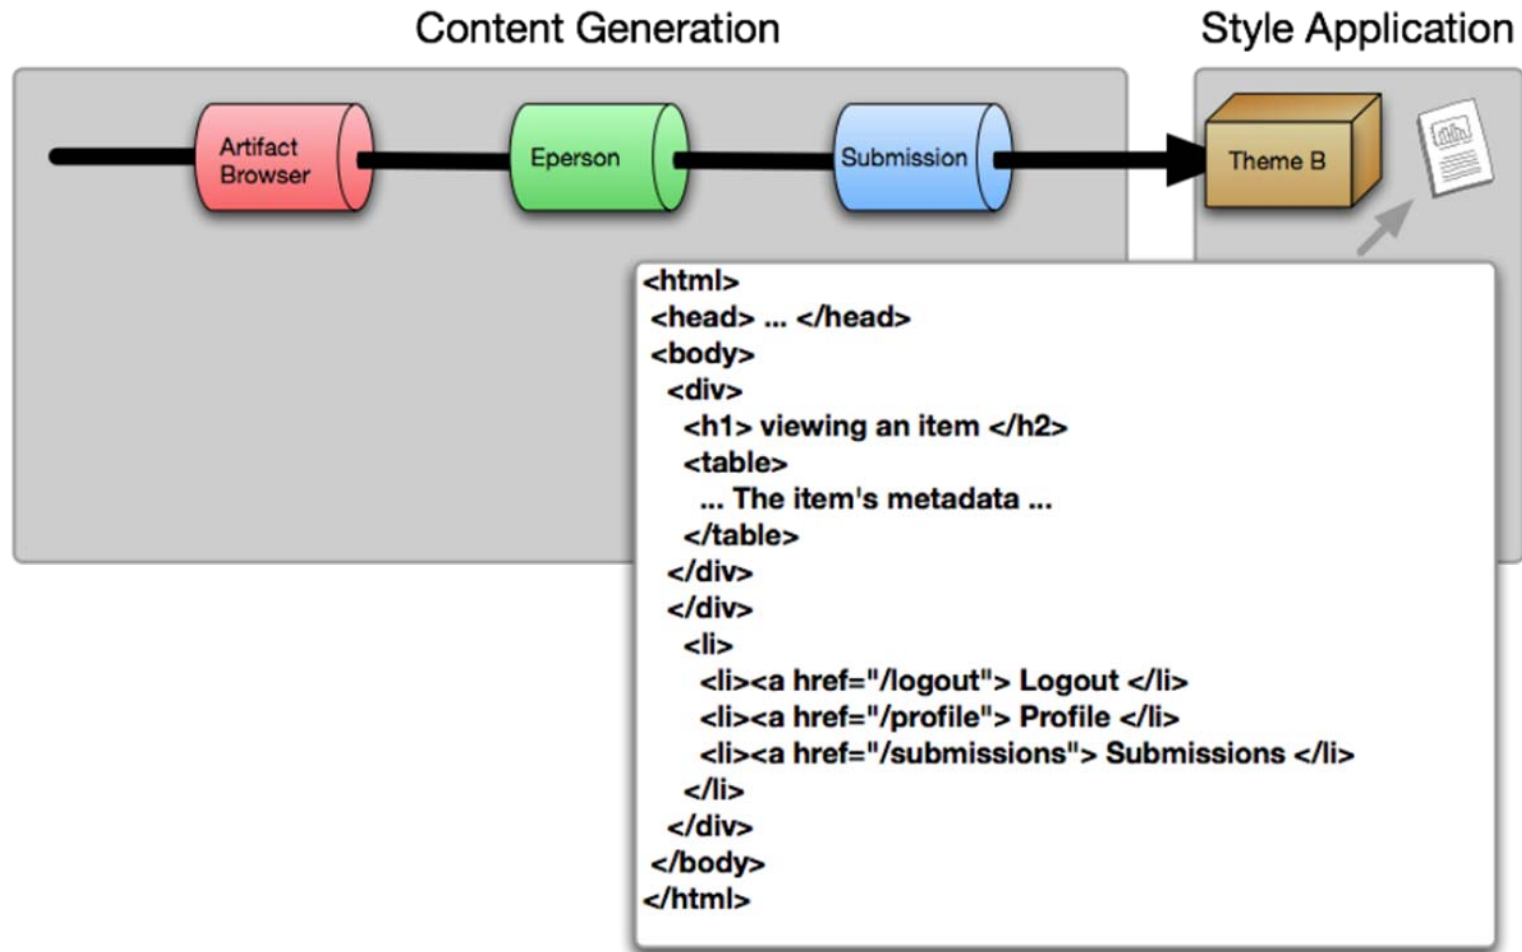 Content Generation
Style Application
Artifact
Browser
Eperson
Submission
Theme B
<html>
<head> ... </head>
<body>
<div>
<h1> viewing an item </h2>
<table>
... The item's metadata ...
</table>
</div>
</div>
<li>
<li><a href="/logout"> Logout </li>
<li><a href="/profile"> Profile </li>
<li><a href="/submissions"> Submissions </li>
</li>
</div>
</body>
</html>